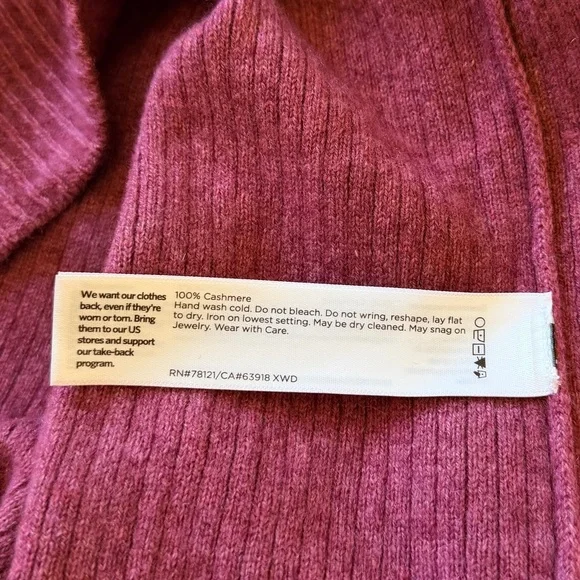 We want our clothes
back, even if they're
worn or torn. Bring
them to our US
stores and support
our take-back
program.
100% Cashmere
Hand wash cold. Do not bleach. Do not wring, reshape, lay flat
to dry. Iron on lowest setting. May be dry cleaned. May snag on
Jewelry. Wear with Care.
RN#78121/CA#63918 XWD